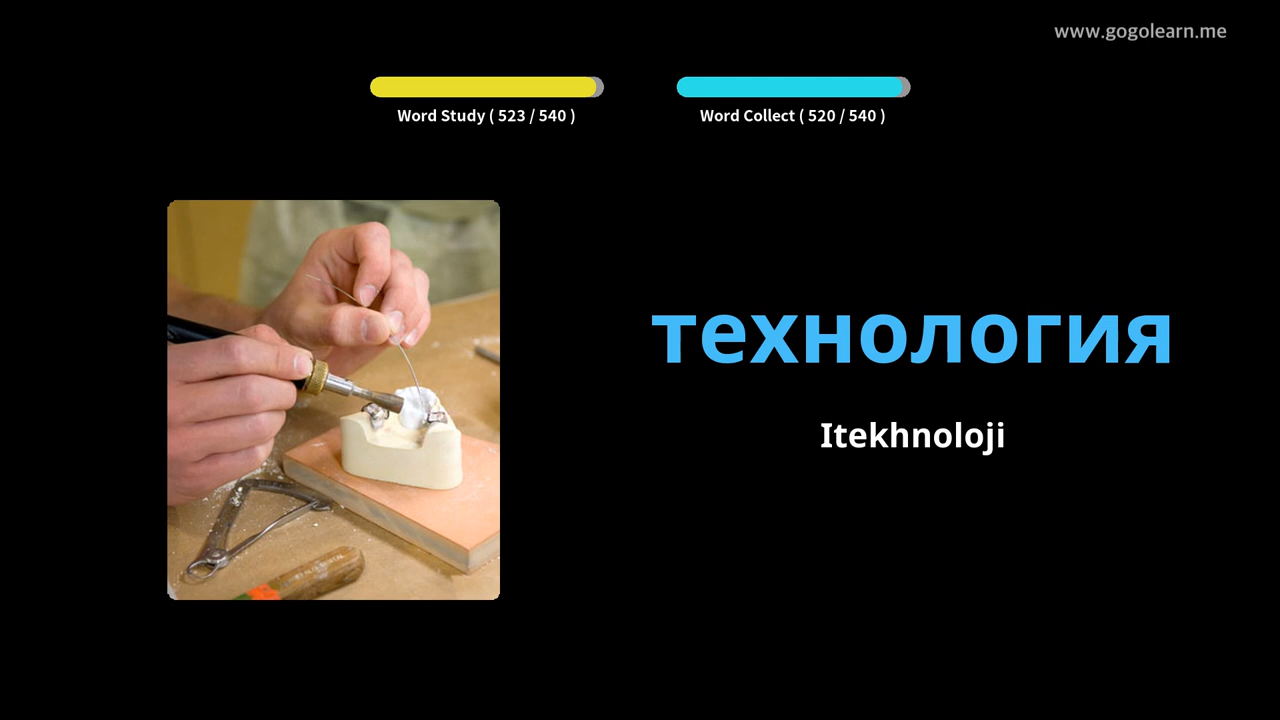 www.gogolearn.me
Word Study ( 523 / 540 )
Word Collect ( 520 / 540 )
технология
Itekhnoloji